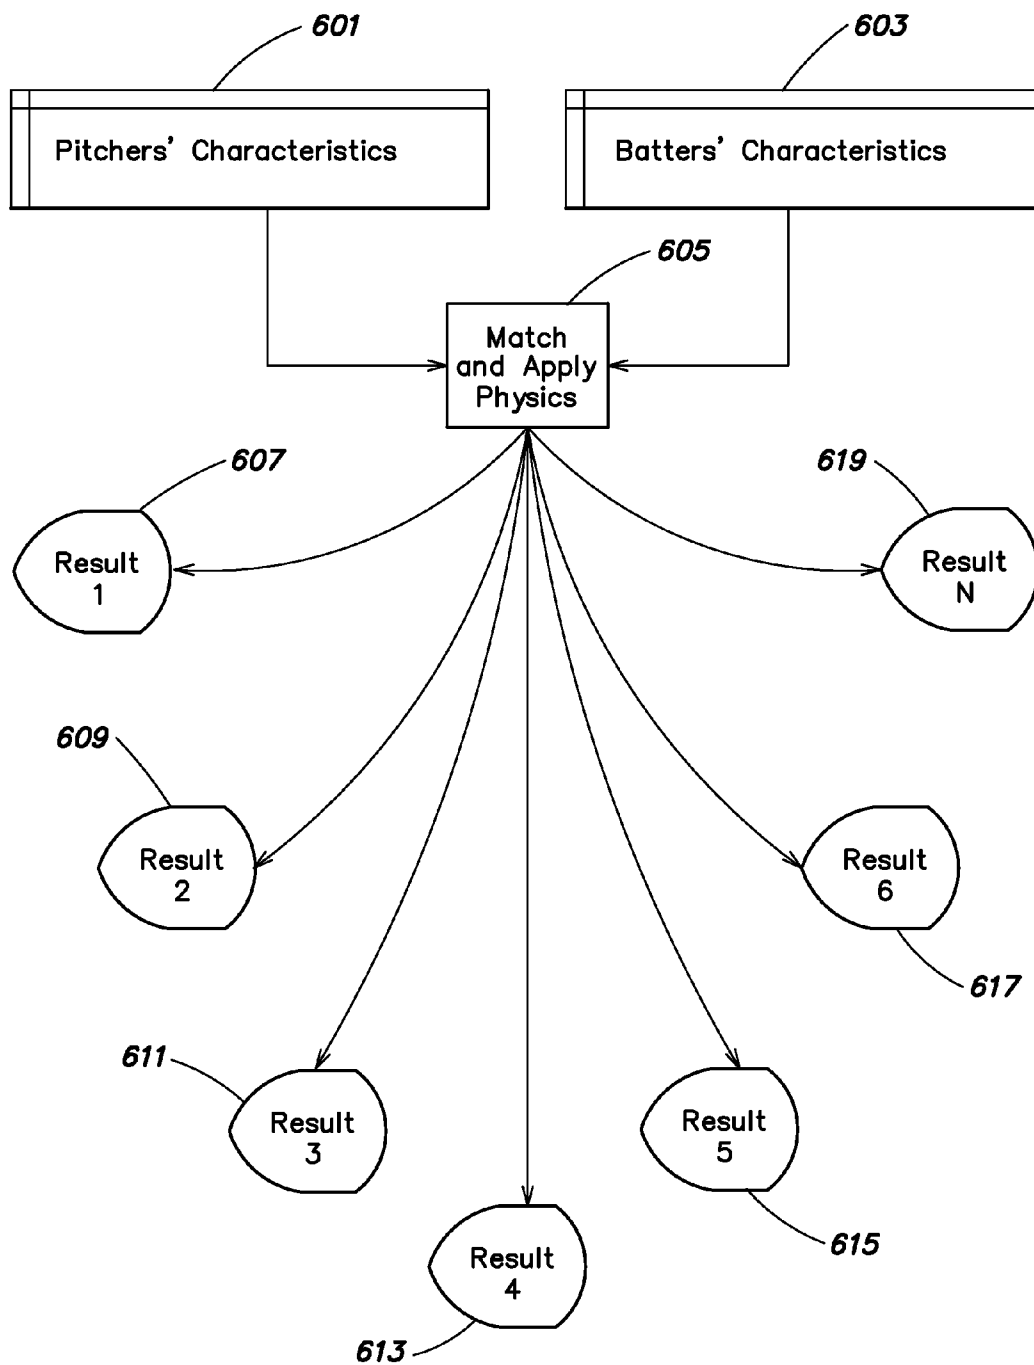 601
603
Pitchers' Characteristics
Batters' Characteristics
605
Match
and Apply
Physics
607
619
Result
1
Result
N
609
Result
2
Result
6
617
611
Result
3
Result
5
615
Result
4
613